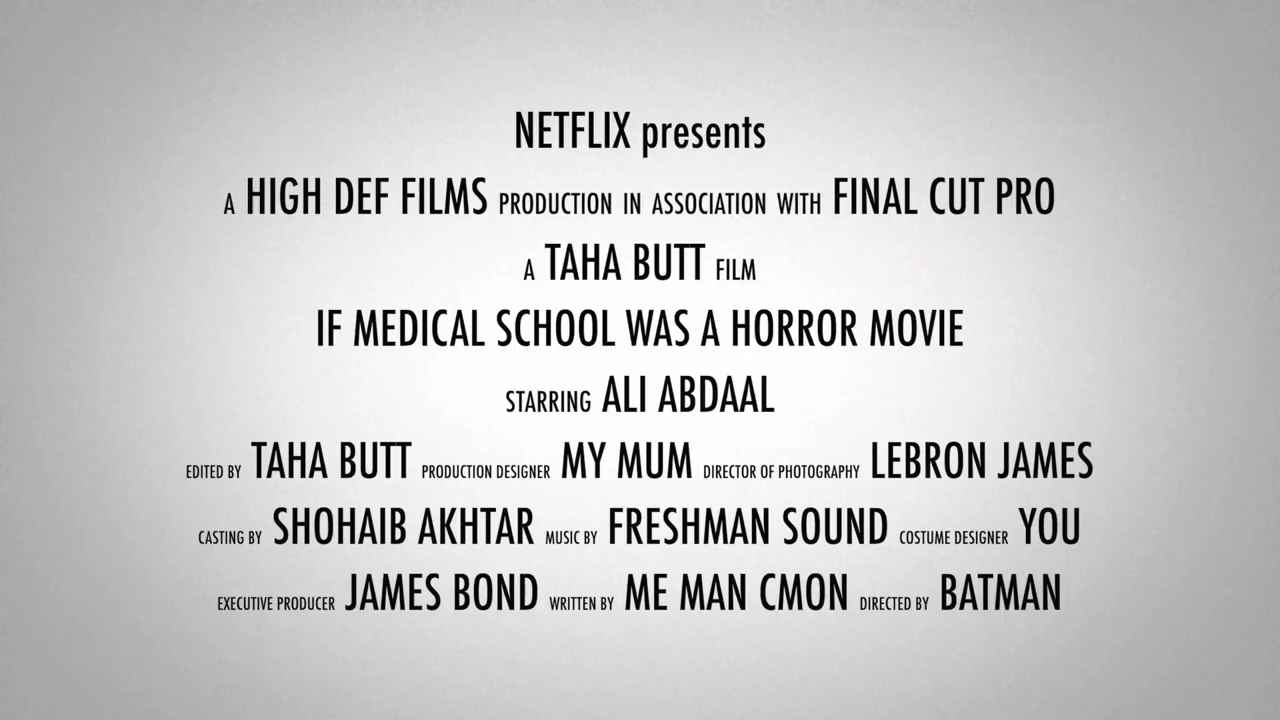 NETFLIX presents
A HIGH DEF FILMS PRODUCTION IN ASSOCIATION WITH FINAL CUT PRO
A TAHA BUTT FILM
IF MEDICAL SCHOOL WAS A HORROR MOVIE
STARRING ALI ABDAAL
EDITED BY TAHA BUTT PRODUCTION DESIGNER MY MUM DIRECTOR OF PHOTOGRAPHY LEBRON JAMES
CASTING BY SHOHAIB AKHTAR MUSIC BY FRESHMAN SOUND COSTUME DESIGNER YOU
EXECUTIVE PRODUCER JAMES BOND WRITTEN BY ME MAN CMON DIRECTED BY BATMAN